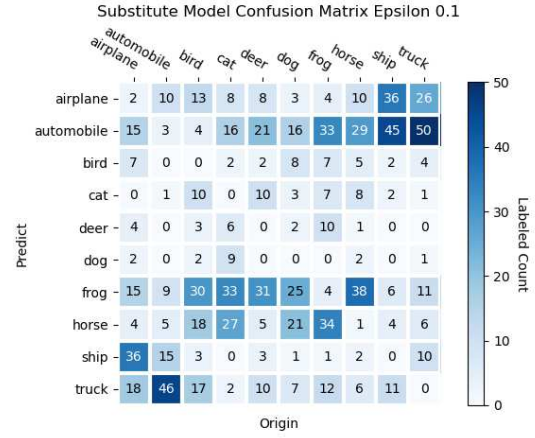 Substitute Model Confusion Matrix Epsilon 0.1
airplane automobile bird cat deer dog frog horse ship truck
airplane 2 10 13 8 8 3 4 10 36 26
automobile 15 3 4 16 21 16 33 29 45 50
bird 7 0 0 2 2 8 7 5 2 4
cat 0 1 10 0 10 3 7 8 2 1
deer 4 0 3 6 0 2 10 1 0 0
dog 2 0 2 9 0 0 0 2 0 1
frog 15 9 30 33 31 25 4 38 6 11
horse 4 5 18 27 5 21 34 1 4 6
ship 36 15 3 0 3 1 1 2 0 10
truck 18 46 17 2 10 7 12 6 11 0
Origin
Predict
50
40
30
20
10
0
Labeled Count